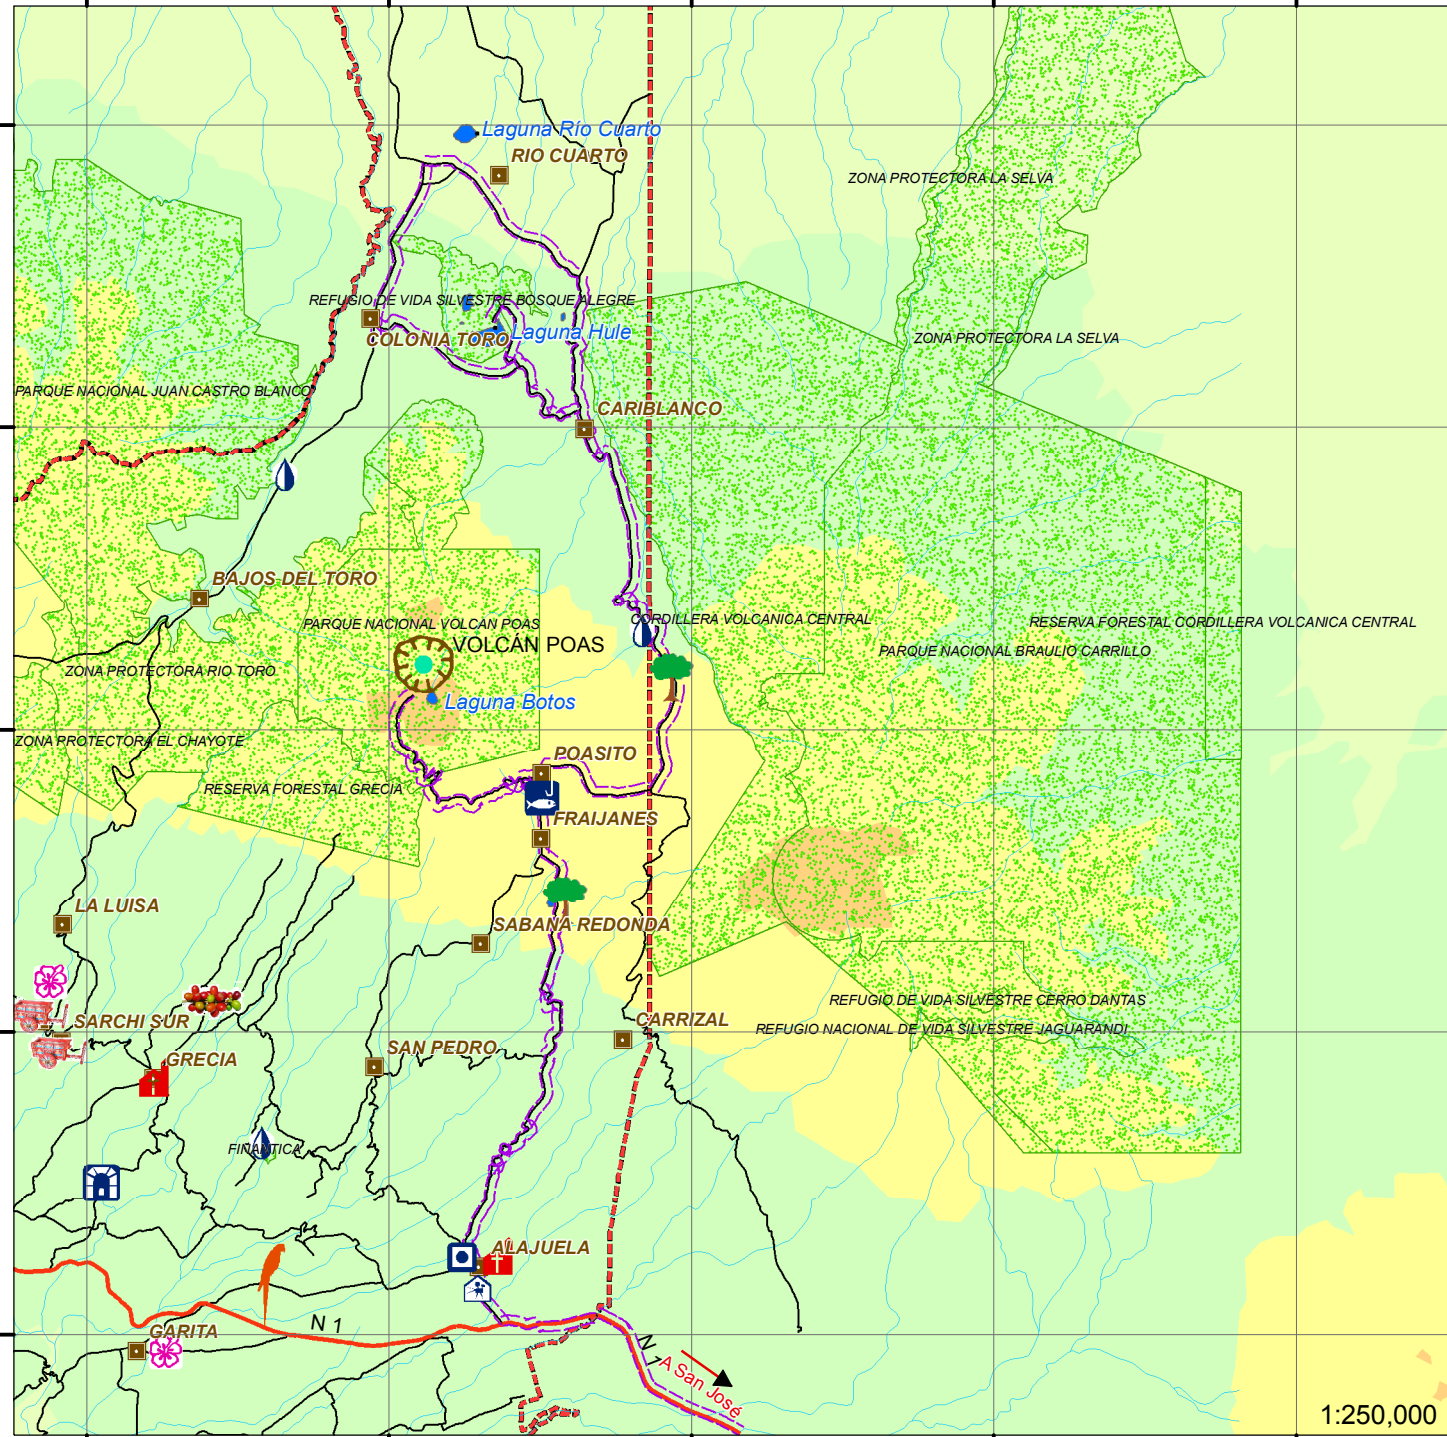 Laguna Río Cuarto
RIO CUARTO
ZONA PROTECTORA LA SELVA
REFUGIO DE VIDA SILVESTRE BOSQUE ALEGRE
Laguna Hule
COLONIA TORO
ZONA PROTECTORA LA SELVA
PARQUE NACIONAL JUAN CASTRO BLANCO
CARIBLANCO
BAJOS DEL TORO
PARQUE NACIONAL VOLCAN POAS
CORDILLERA VOLCANICA CENTRAL
RESERVA FORESTAL CORDILLERA VOLCANICA CENTRAL
VOLCÁN POAS
PARQUE NACIONAL BRAULIO CARRILLO
ZONA PROTECTORA RIO TORO
Laguna Botos
ZONA PROTECTORA EL CHAYOTE
POASITO
RESERVA FORESTAL GRECIA
FRAIJANES
LA LUISA
SABANA REDONDA
REFUGIO DE VIDA SILVESTRE CERRO DANTAS
SARCHI SUR
CARRIZAL
REFUGIO NACIONAL DE VIDA SILVESTRE JAGUARANDI
SAN PEDRO
GRECIA
ALAJUELA
N 1
GARITA
N 1
A San José
1:250,000